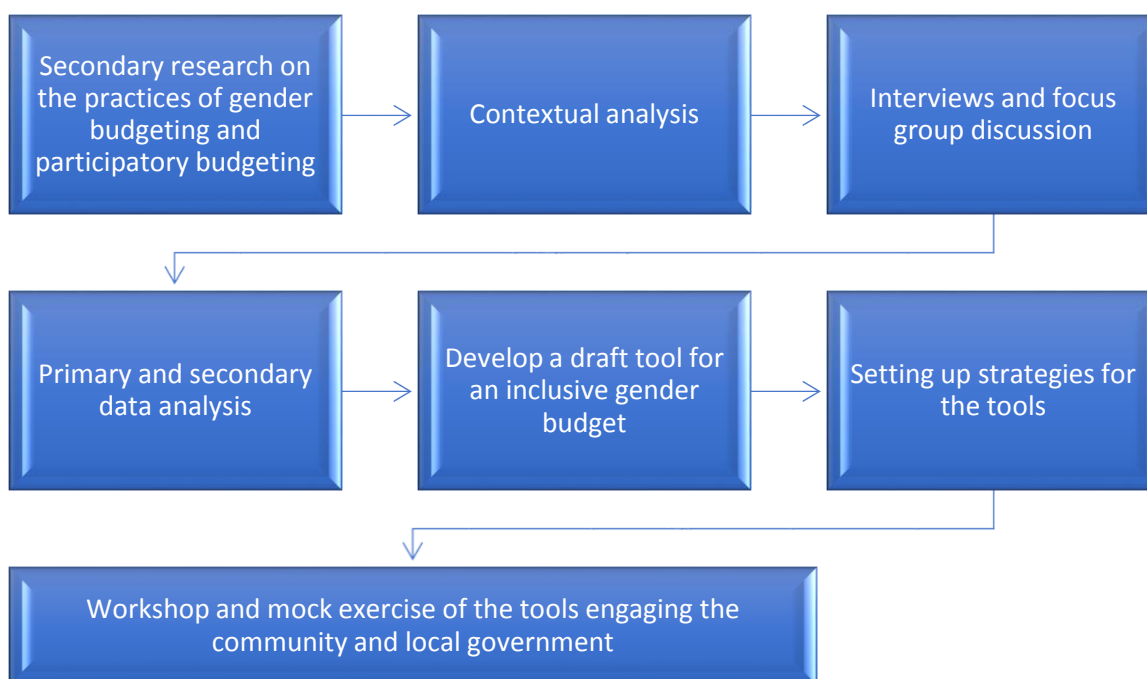 Secondary research on
the practices of gender
budgeting and
participatory budgeting
Contextual analysis
Interviews and focus
group discussion
Primary and secondary
data analysis
Develop a draft tool for
an inclusive gender
budget
Setting up strategies for
the tools
Workshop and mock exercise of the tools engaging the
community and local government